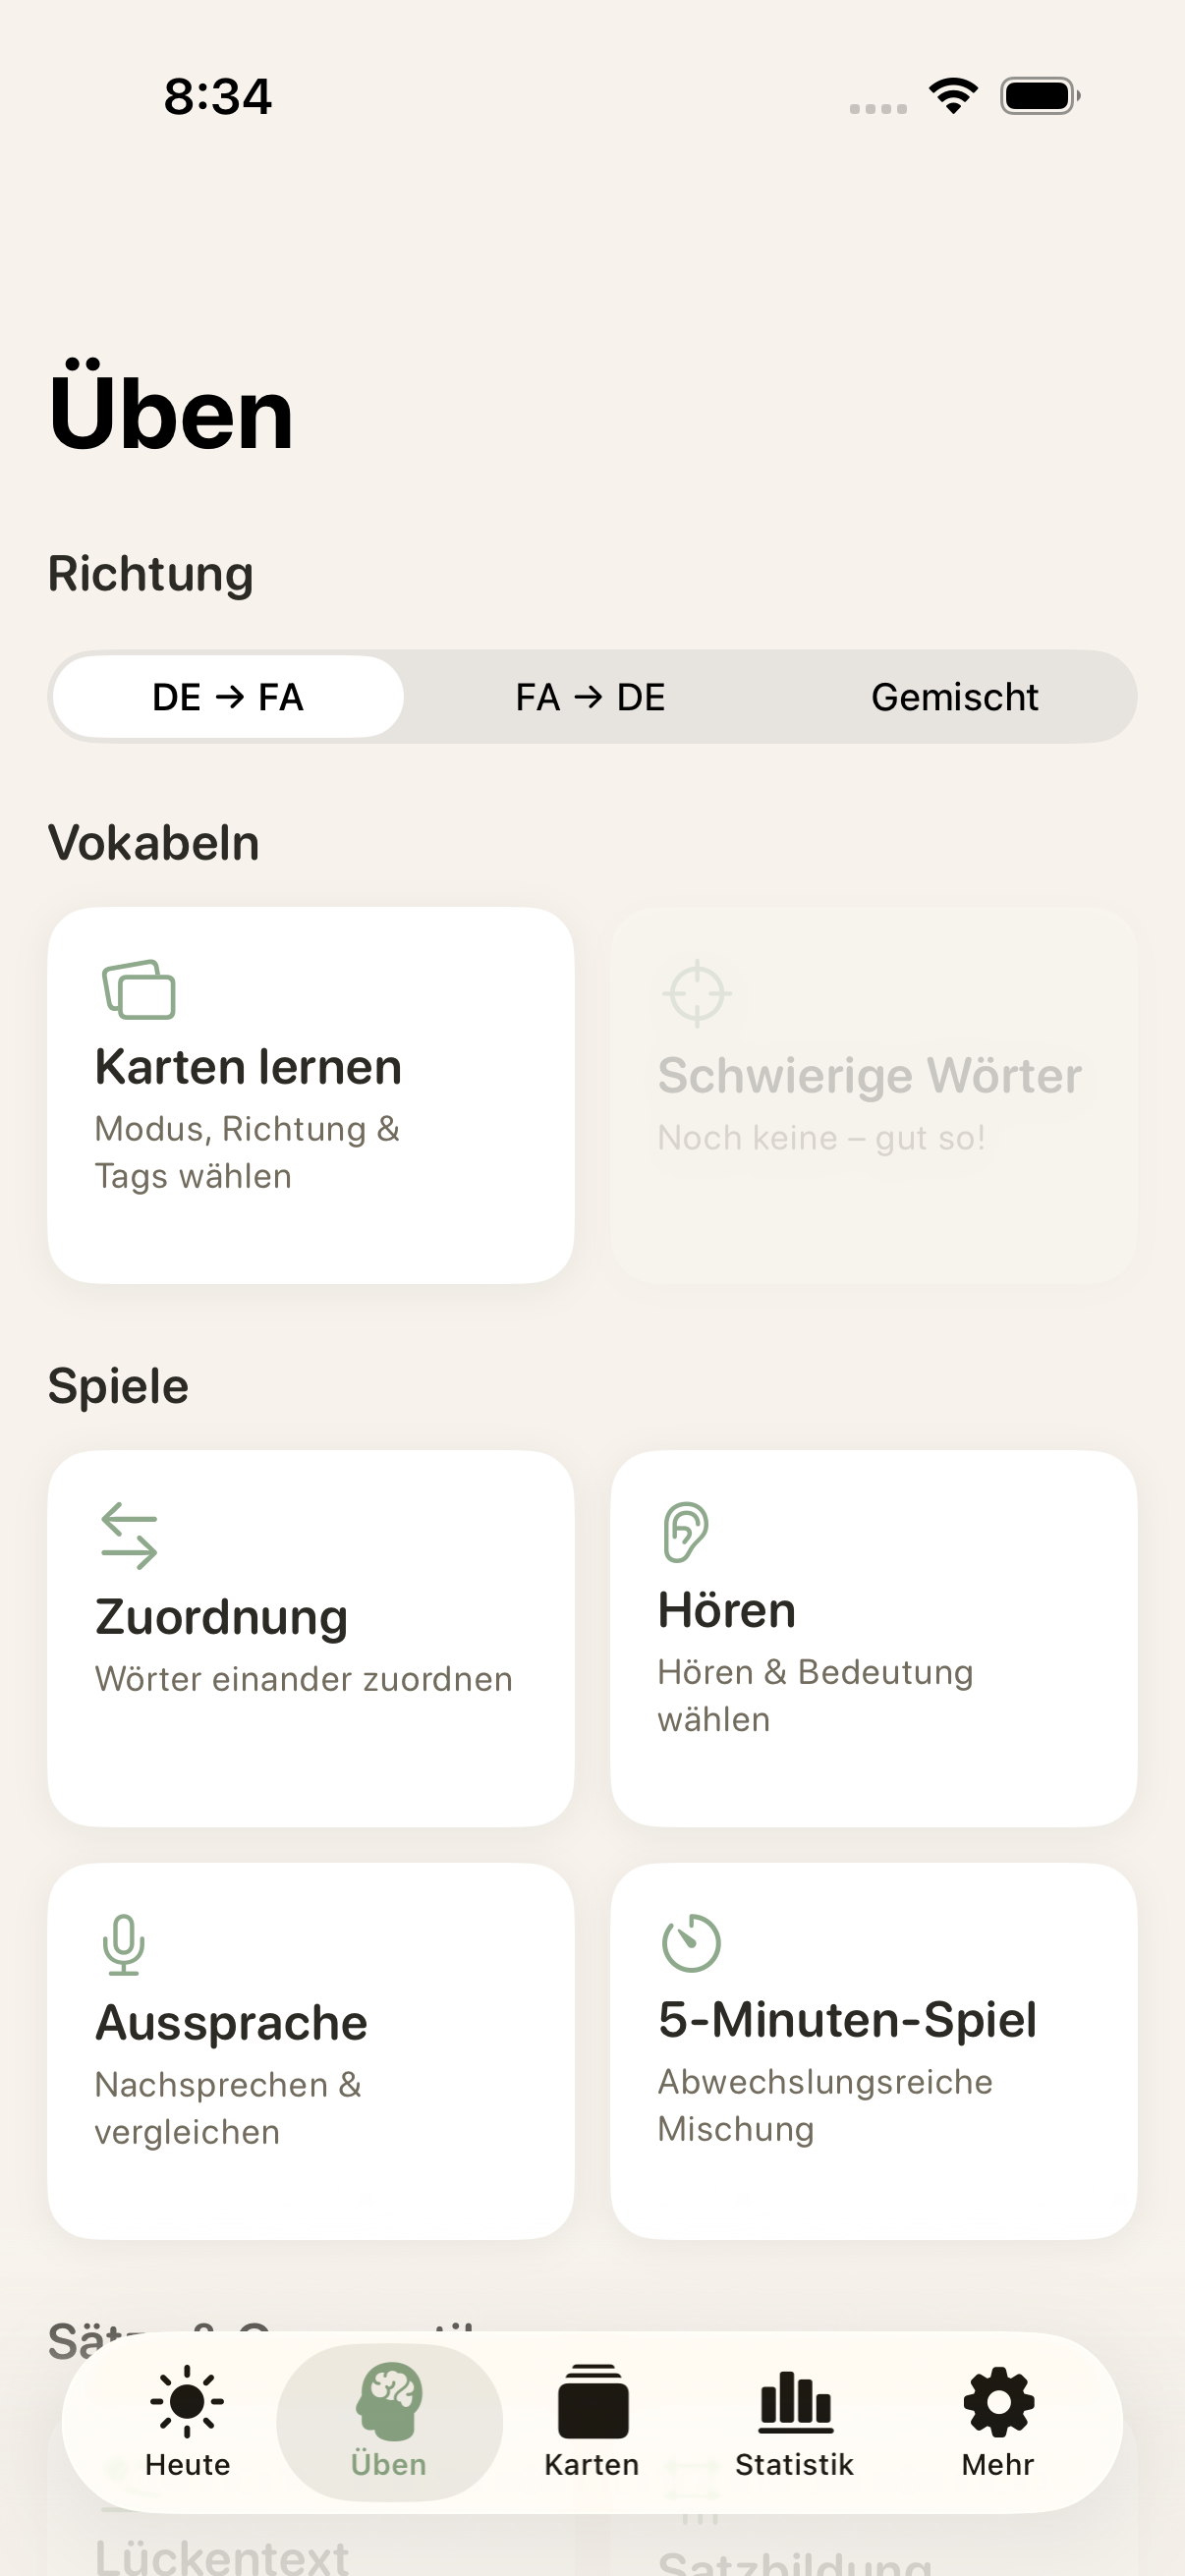 8:34
Üben
Richtung
DE → FA
FA → DE
Gemischt
Vokabeln
Karten lernen
Modus, Richtung &
Tags wählen
Schwierige Wörter
Noch keine – gut so!
Spiele
Zuordnung
Wörter einander zuordnen
Hören
Hören & Bedeutung
wählen
Aussprache
Nachsprechen &
vergleichen
5-Minuten-Spiel
Abwechslungsreiche
Mischung
Heute
Üben
Karten
Statistik
Mehr
Lückentext
Satzbildung